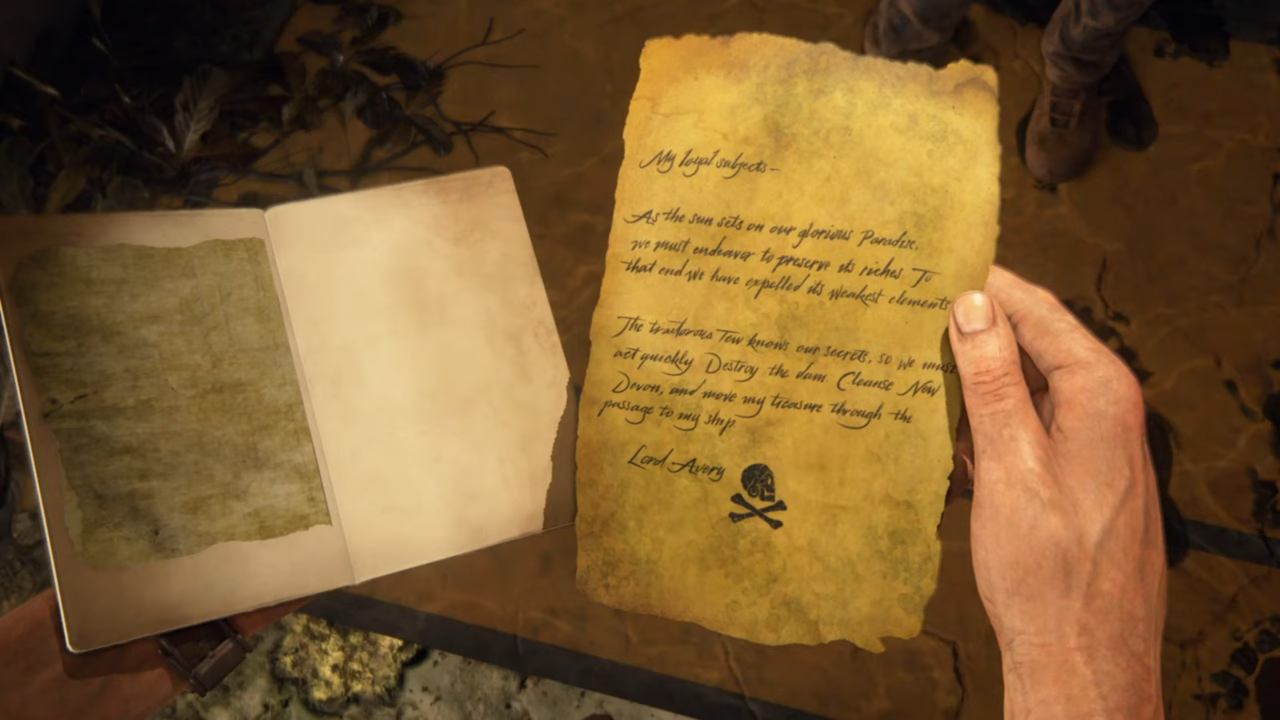 My loyal subjects—
As the sun sets on our glorious Paradise,
we must endeavor to preserve its riches To
that end we have expelled its weakest elements
The traitorous Tew knows our secrets, so we must
act quickly Destroy the dam Cleanse New
Devon, and move my treasure through the
passage to my ship
Lord Avery